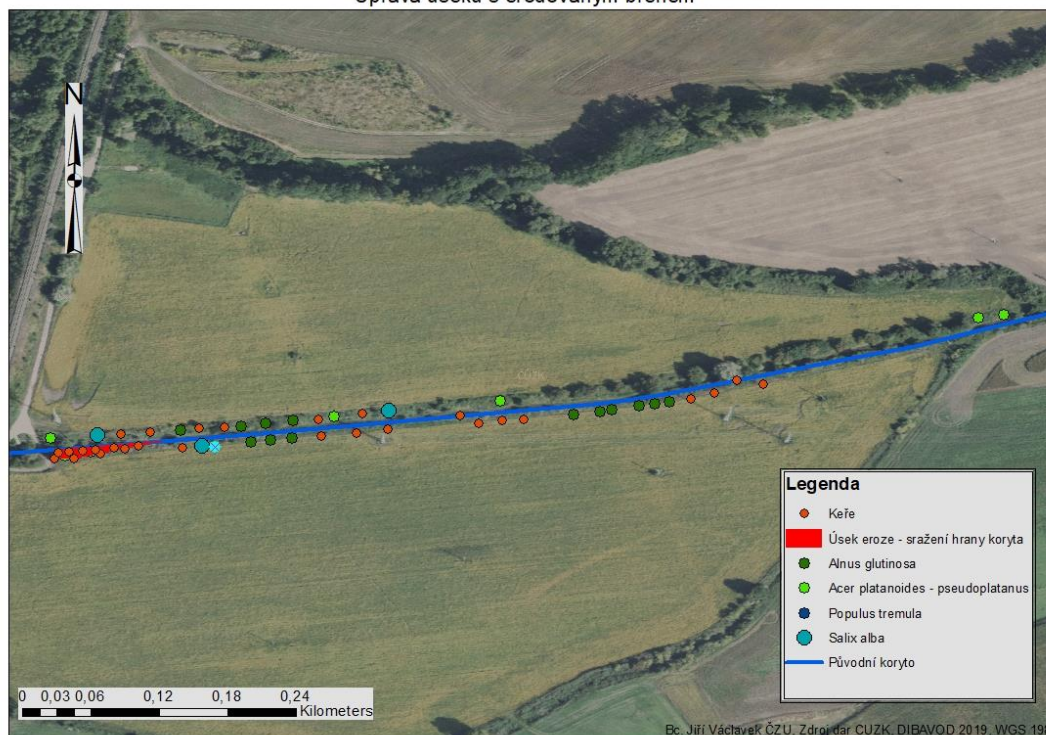 Úprava úseku s erodovaným břehem
N
Legenda
Keře
Úsek eroze - sražení hrany koryta
Alnus glutinosa
Acer platanoides - pseudoplatanus
Populus tremula
Salix alba
Původní koryto
0 0,03 0,06 0,12 0,18 0,24
Kilometers
Bc. Jiří Václavek ČZU, Zdroj dar CUZK, DIBAVOD 2019, WGS 198